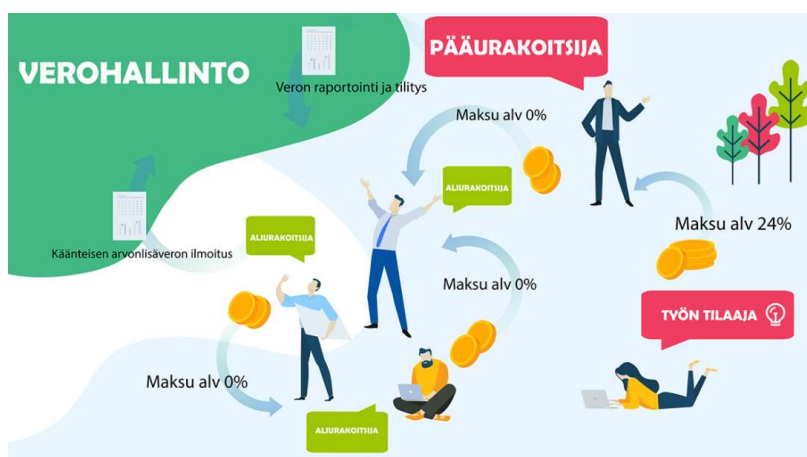 VEROHALLINTO
Veron raportointi ja tilitys
PÄÄURAKOITSIJA
Maksu alv 0%
ALIURAKOITSIJA
Maksu alv 24%
ALIURAKOITSIJA
Käänteisen arvonlisäveron ilmoitus
Maksu alv 0%
TYÖN TILAAJA
Maksu alv 0%
ALIURAKOITSIJA